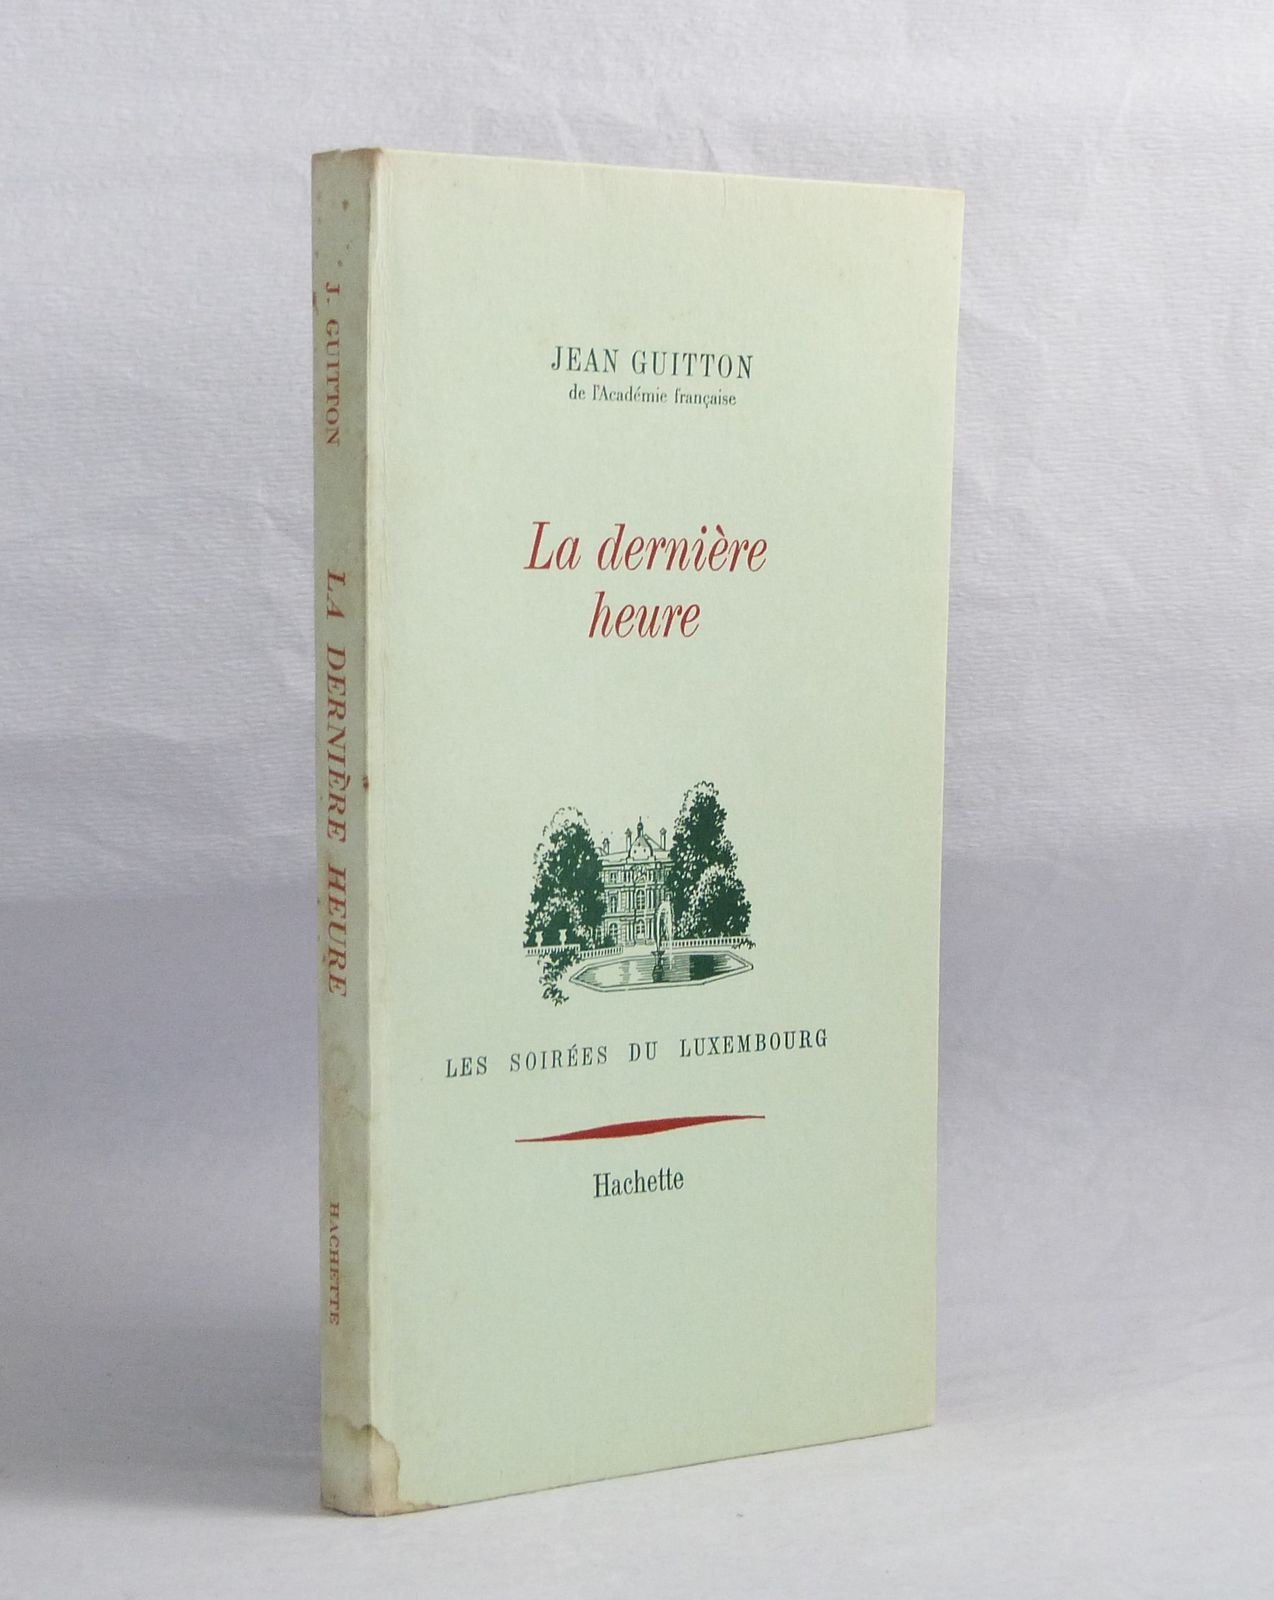 J. GUITTON
LA DERNIÈRE HEURE
HACHETTE
JEAN GUITTON
de l'Académie française
La dernière
heure
LES SOIRÉES DU LUXEMBOURG
Hachette